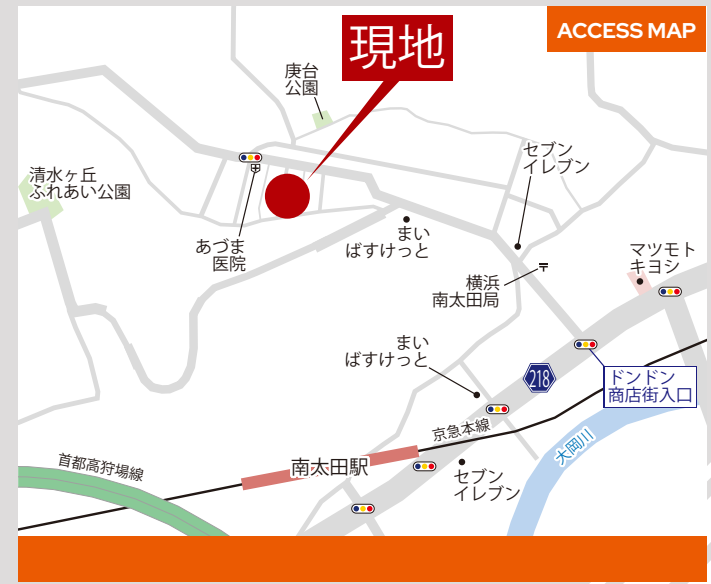 ACCESS MAP
現地
庚台
公園
セブン
イレブン
清水ヶ丘
ふれあい公園
あづま
医院
まい
ばすけっと
マツモト
キヨシ
〒
横浜
南太田局
まい
ばすけっと
218
ドンドン
商店街入口
京急本線
大岡川
首都高狩場線
南太田駅
セブン
イレブン